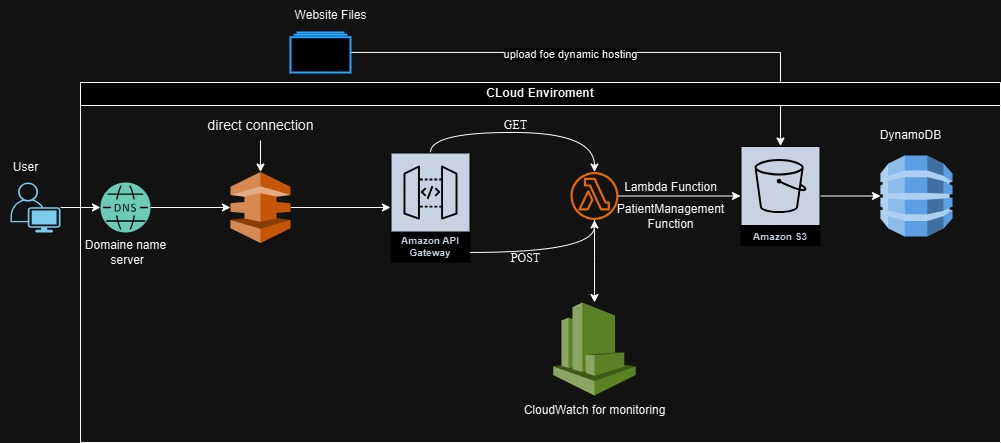 Website Files
upload foe dynamic hosting
CLoud Enviroment
direct connection
GET
DynamoDB
User
DNS
</>
Lambda Function
PatientManagement
Function
Domaine name
server
Amazon API
Gateway
POST
Amazon S3
CloudWatch for monitoring